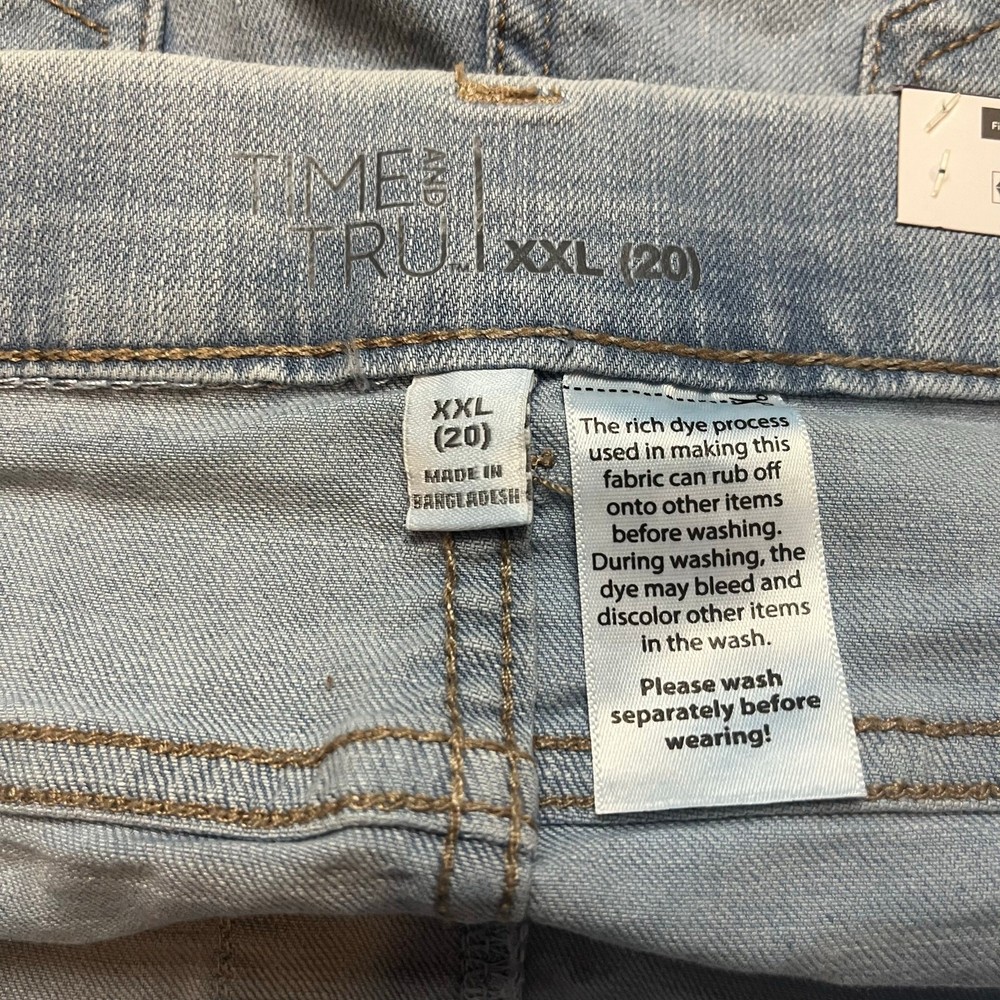 TIME AND
TRU™ XXL (20)
XXL
(20)
MADE IN
BANGLADESH
The rich dye process
used in making this
fabric can rub off
onto other items
before washing.
During washing, the
dye may bleed and
discolor other items
in the wash.
Please wash
separately before
wearing!